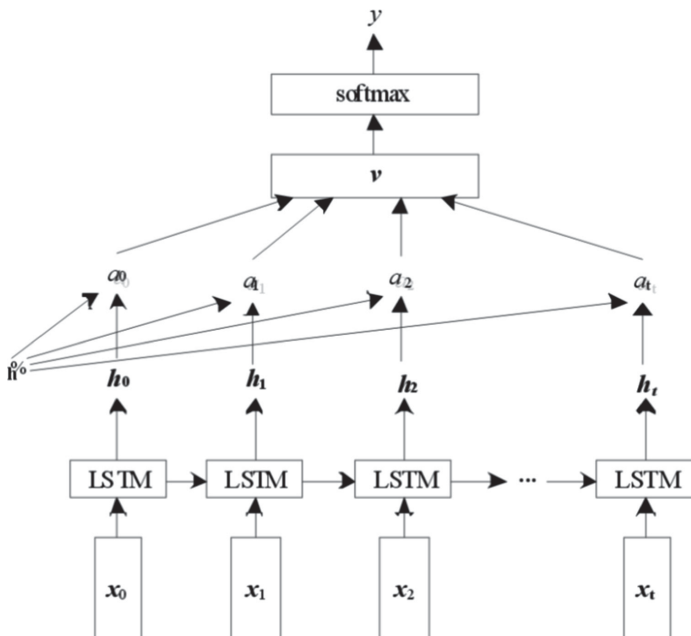 y
softmax
v
a₀ a₁ a₂ aₜ
h%
h₀ h₁ h₂ hₜ
LSTM LSTM LSTM ... LSTM
x₀ x₁ x₂ xₜ